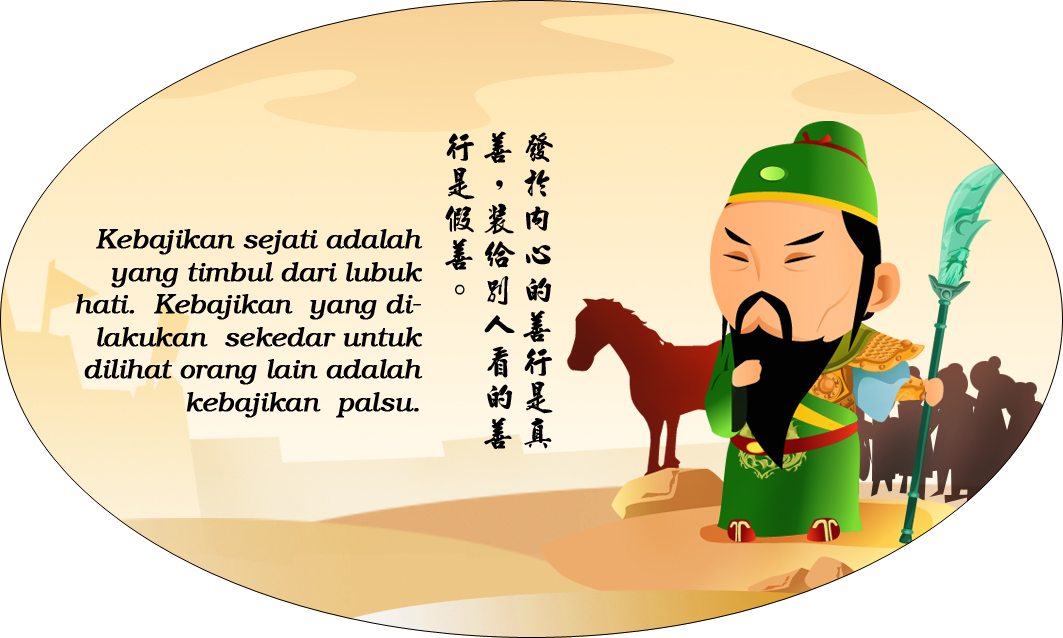 Kebajikan sejati adalah
yang timbul dari lubuk
hati. Kebajikan yang di-
lakukan sekedar untuk
dilihat orang lain adalah
kebajikan palsu.
發於內心的善行是真
善，裝給別人看的善
行是假善。